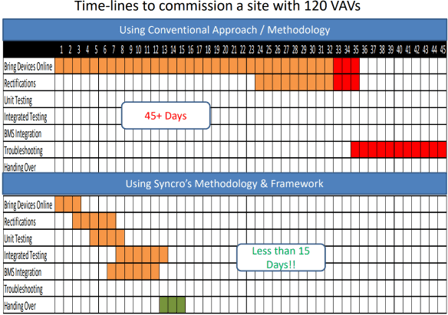 Time-lines to commission a site with 120 VAVs
Using Conventional Approach / Methodology
1 2 3 4 5 6 7 8 9 10 11 12 13 14 15 16 17 18 19 20 21 22 23 24 25 26 27 28 29 30 31 32 33 34 35 36 37 38 39 40 41 42 43 44 45
Bring Devices Online
Rectifications
Unit Testing
Integrated Testing
45+ Days
BMS Integration
Troubleshooting
Handing Over
Using Syncro's Methodology & Framework
Bring Devices Online
Rectifications
Unit Testing
Integrated Testing
Less than 15
Days!!
BMS Integration
Troubleshooting
Handing Over